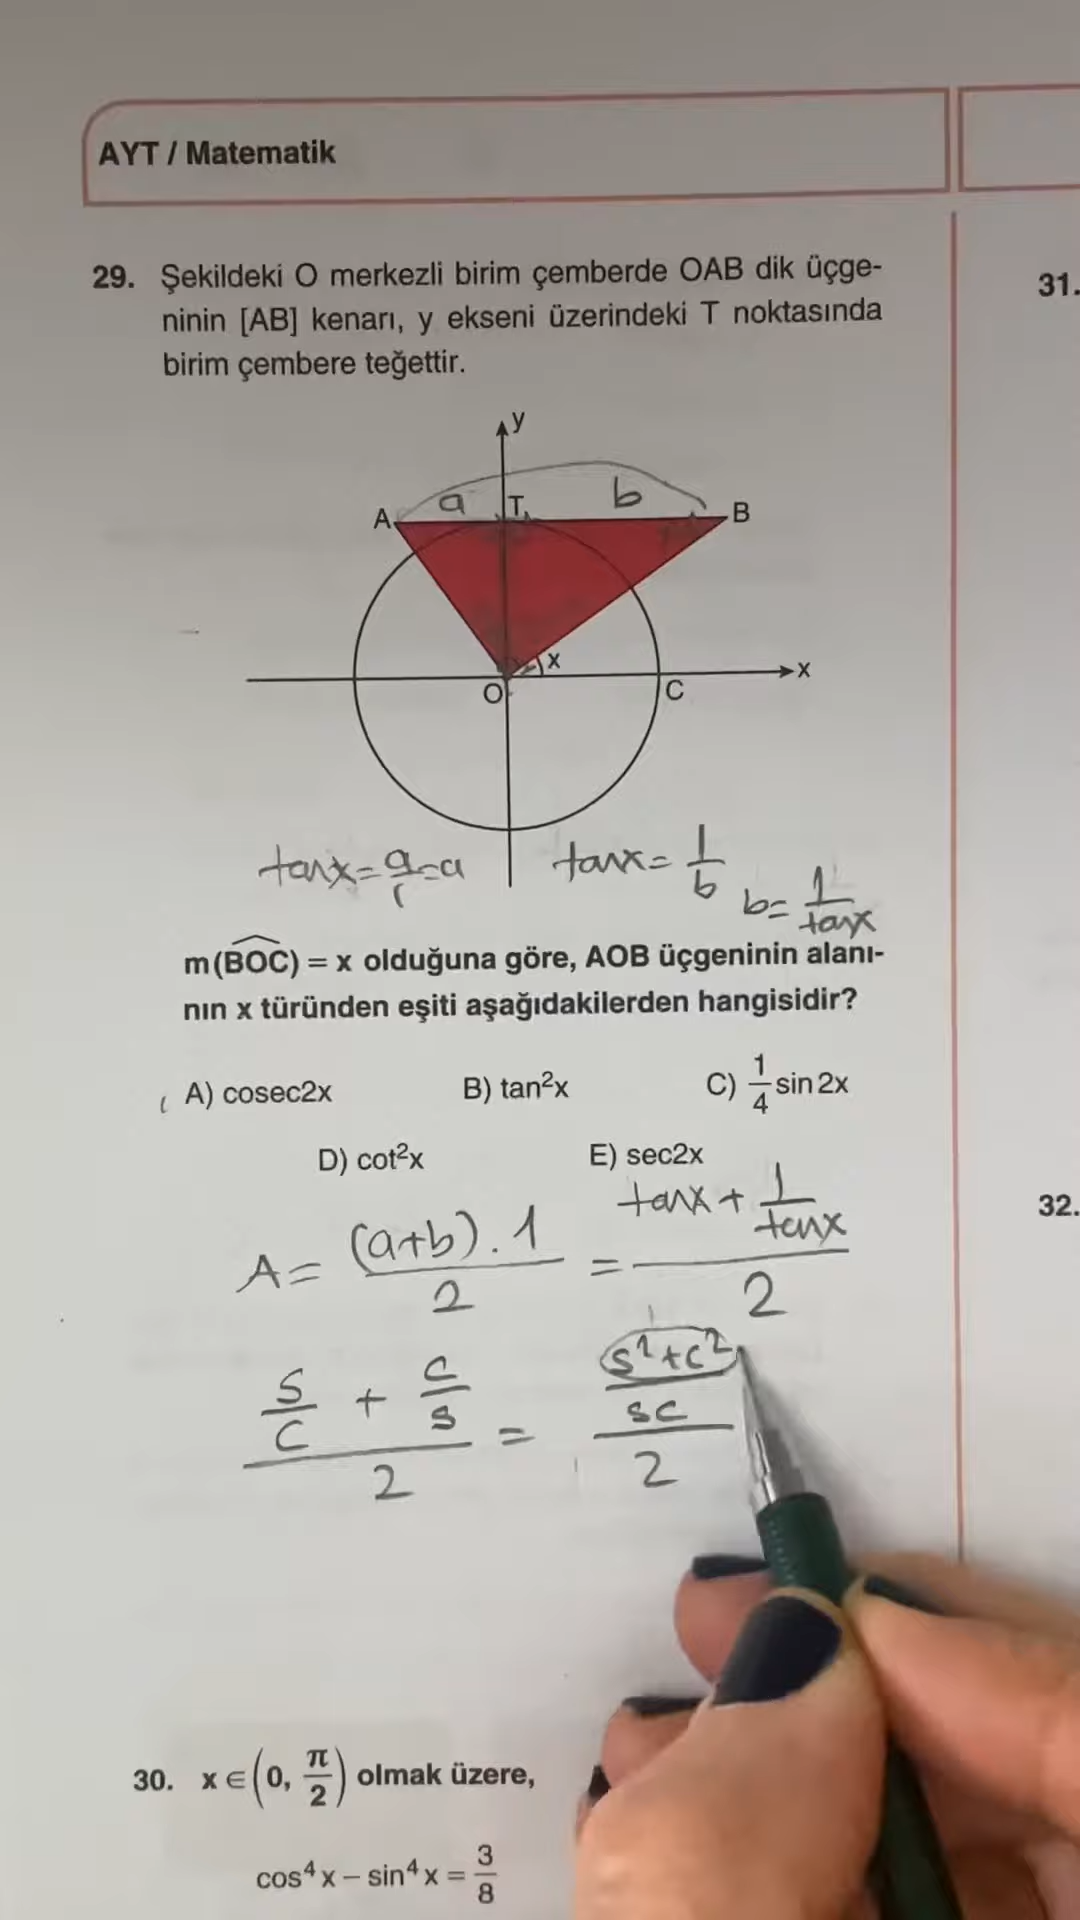 AYT / Matematik
29. Şekildeki O merkezli birim çemberde OAB dik üçge-
ninin [AB] kenarı, y ekseni üzerindeki T noktasında
birim çembere teğettir.
31.
y
a T b
A B
x x
O C
tanx = a/1 = a tanx = 1/b b = 1/tanx
m(BOC) = x olduğuna göre, AOB üçgeninin alanı-
nın x türünden eşiti aşağıdakilerden hangisidir?
A) cosec2x B) tan²x C) 1/4 sin2x
D) cot²x E) sec2x
32.
A = (a+b).1 / 2 = tanx + 1/tanx / 2
s/c + c/s / 2 = s²+c² / sc / 2
1
30. x ∈ (0, π/2) olmak üzere,
cos⁴x – sin⁴x = 3/8